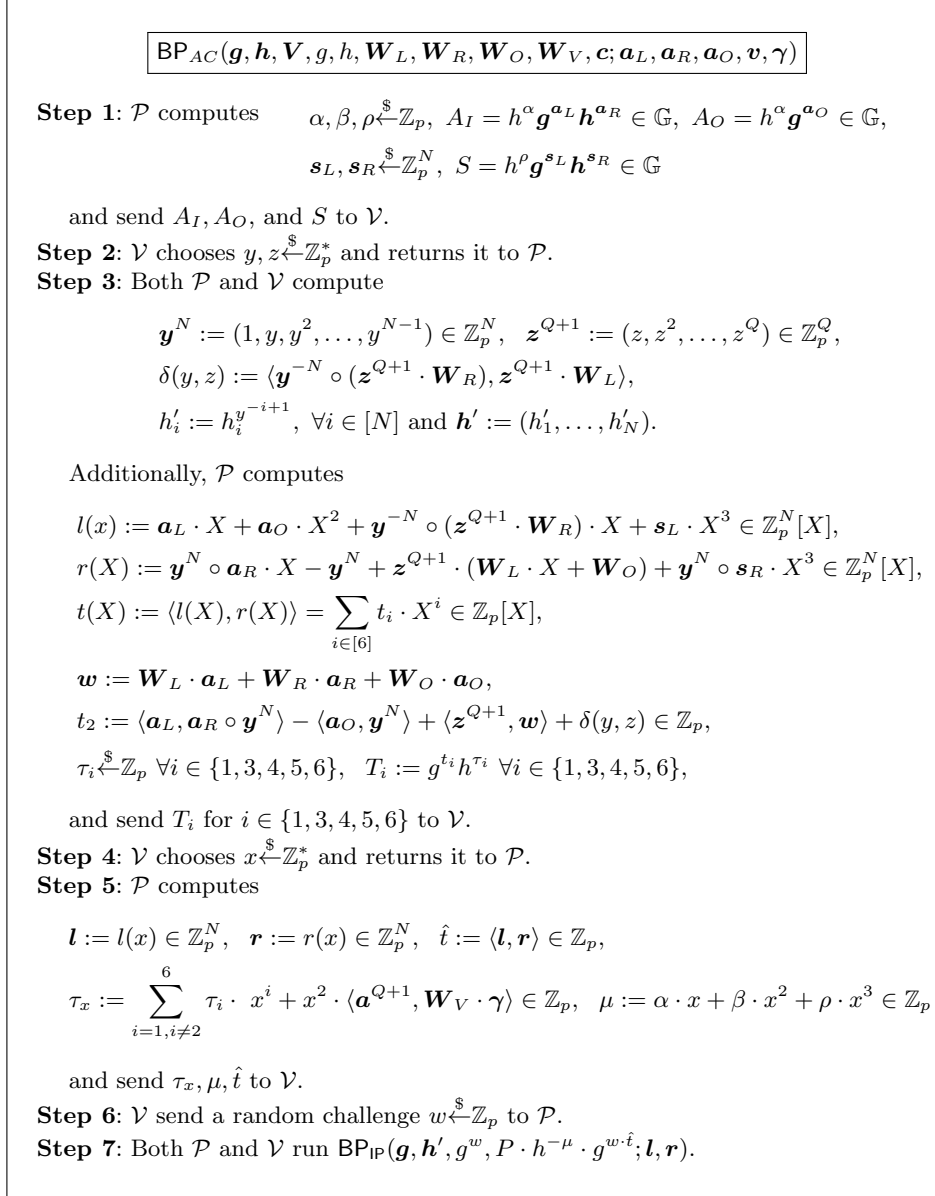 BP_{AC}(𝒈, 𝒉, 𝑽, g, h, 𝑾_L, 𝑾_R, 𝑾_O, 𝑾_V, 𝒄; 𝒂_L, 𝒂_R, 𝒂_O, 𝒗, 𝜸)
Step 1: 𝒫 computes α, β, ρ ←$ ℤ_p, A_I = h^α 𝒈^{𝒂_L} 𝒉^{𝒂_R} ∈ 𝔾, A_O = h^α 𝒈^{𝒂_O} ∈ 𝔾,
𝒔_L, 𝒔_R ←$ ℤ_p^N, S = h^ρ 𝒈^{𝒔_L} 𝒉^{𝒔_R} ∈ 𝔾
and send A_I, A_O, and S to 𝒱.
Step 2: 𝒱 chooses y, z ←$ ℤ_p^* and returns it to 𝒫.
Step 3: Both 𝒫 and 𝒱 compute
𝒚^N := (1, y, y^2, …, y^{N−1}) ∈ ℤ_p^N, 𝒛^{Q+1} := (z, z^2, …, z^Q) ∈ ℤ_p^Q,
δ(y, z) := ⟨𝒚^{−N} ∘ (𝒛^{Q+1} · 𝑾_R), 𝒛^{Q+1} · 𝑾_L⟩,
h′_i := h_i^{y^{−i+1}}, ∀i ∈ [N] and 𝒉′ := (h′_1, …, h′_N).
Additionally, 𝒫 computes
l(x) := 𝒂_L · X + 𝒂_O · X^2 + 𝒚^{−N} ∘ (𝒛^{Q+1} · 𝑾_R) · X + 𝒔_L · X^3 ∈ ℤ_p^N[X],
r(X) := 𝒚^N ∘ 𝒂_R · X − 𝒚^N + 𝒛^{Q+1} · (𝑾_L · X + 𝑾_O) + 𝒚^N ∘ 𝒔_R · X^3 ∈ ℤ_p^N[X],
t(X) := ⟨l(X), r(X)⟩ = ∑_{i∈[6]} t_i · X^i ∈ ℤ_p[X],
𝒘 := 𝑾_L · 𝒂_L + 𝑾_R · 𝒂_R + 𝑾_O · 𝒂_O,
t_2 := ⟨𝒂_L, 𝒂_R ∘ 𝒚^N⟩ − ⟨𝒂_O, 𝒚^N⟩ + ⟨𝒛^{Q+1}, 𝒘⟩ + δ(y, z) ∈ ℤ_p,
τ_i ←$ ℤ_p ∀i ∈ {1, 3, 4, 5, 6}, T_i := g^{t_i} h^{τ_i} ∀i ∈ {1, 3, 4, 5, 6},
and send T_i for i ∈ {1, 3, 4, 5, 6} to 𝒱.
Step 4: 𝒱 chooses x ←$ ℤ_p^* and returns it to 𝒫.
Step 5: 𝒫 computes
𝒍 := l(x) ∈ ℤ_p^N, 𝒓 := r(x) ∈ ℤ_p^N, t̂ := ⟨𝒍, 𝒓⟩ ∈ ℤ_p,
τ_x := ∑_{i=1,i≠2}^{6} τ_i · x^i + x^2 · ⟨𝒂^{Q+1}, 𝑾_V · 𝜸⟩ ∈ ℤ_p, μ := α · x + β · x^2 + ρ · x^3 ∈ ℤ_p
and send τ_x, μ, t̂ to 𝒱.
Step 6: 𝒱 send a random challenge w ←$ ℤ_p to 𝒫.
Step 7: Both 𝒫 and 𝒱 run BP_{IP}(𝒈, 𝒉′, g^w, P · h^{−μ} · g^{w·t̂}; 𝒍, 𝒓).